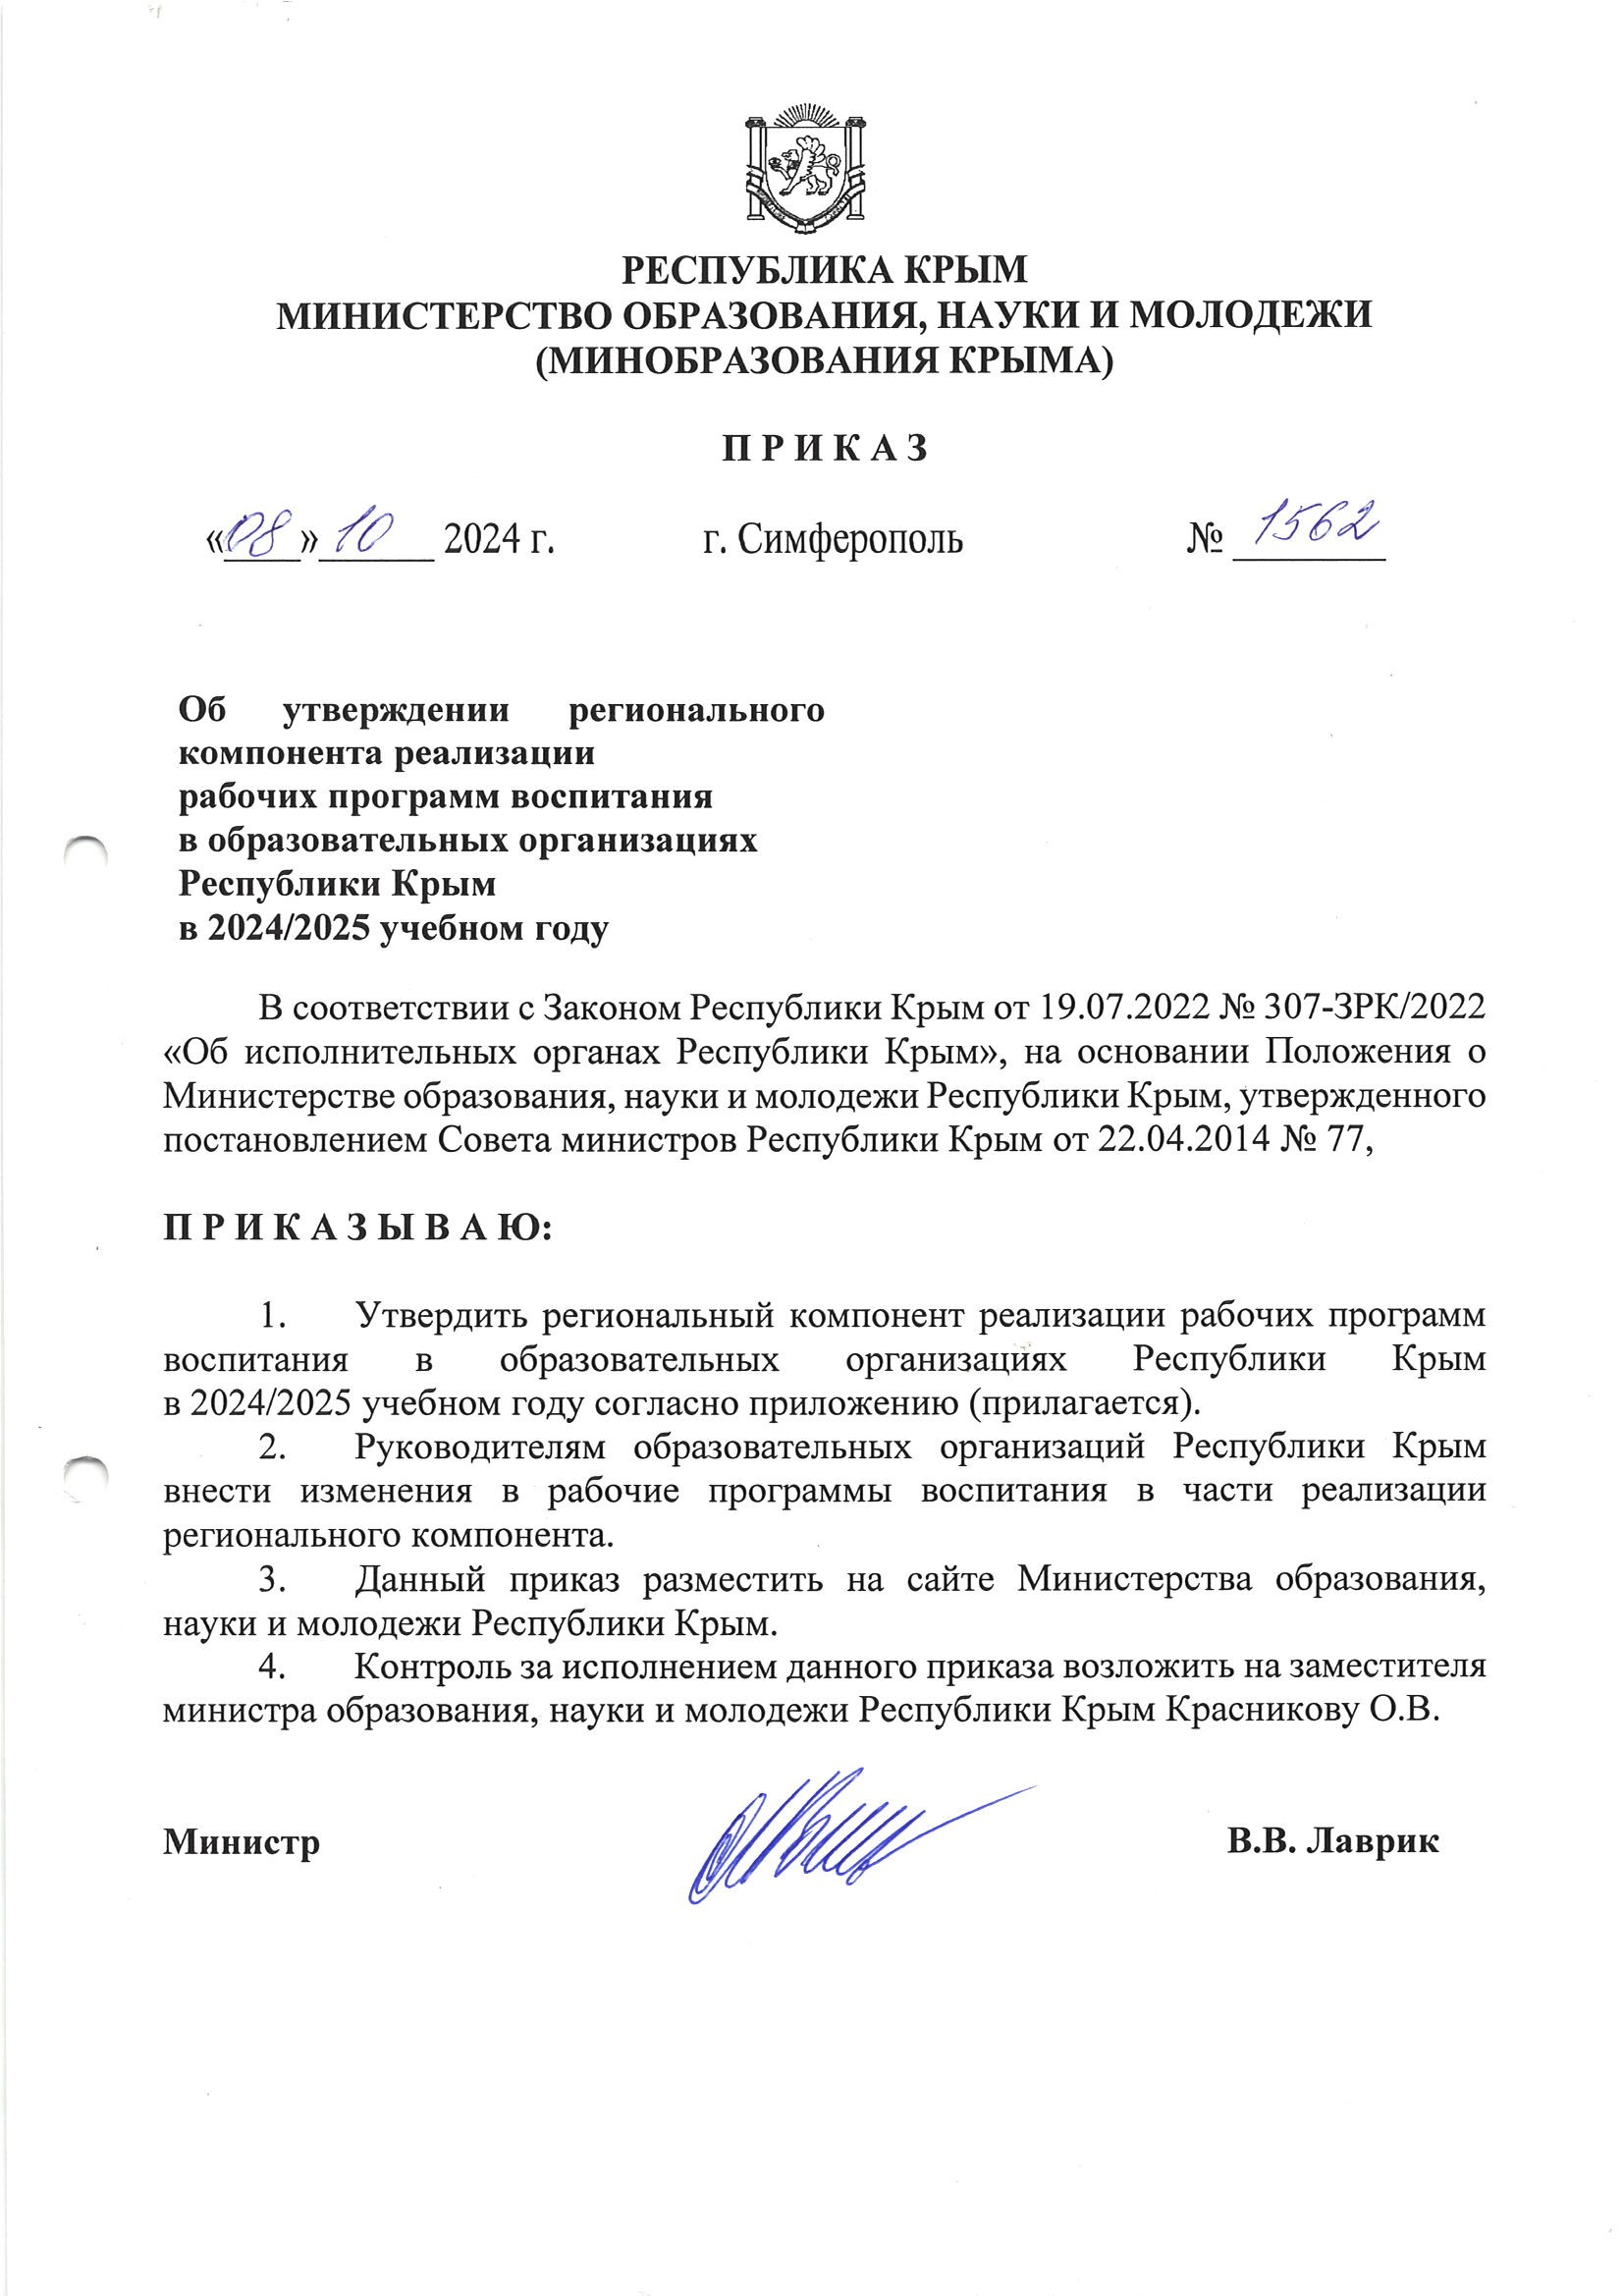 РЕСПУБЛИКА КРЫМ
МИНИСТЕРСТВО ОБРАЗОВАНИЯ, НАУКИ И МОЛОДЕЖИ
(МИНОБРАЗОВАНИЯ КРЫМА)
П Р И К А З
«08» 10 2024 г. г. Симферополь № 1562
Об утверждении регионального
компонента реализации
рабочих программ воспитания
в образовательных организациях
Республики Крым
в 2024/2025 учебном году
В соответствии с Законом Республики Крым от 19.07.2022 № 307-ЗРК/2022
«Об исполнительных органах Республики Крым», на основании Положения о
Министерстве образования, науки и молодежи Республики Крым, утвержденного
постановлением Совета министров Республики Крым от 22.04.2014 № 77,
П Р И К А З Ы В А Ю:
1. Утвердить региональный компонент реализации рабочих программ
воспитания в образовательных организациях Республики Крым
в 2024/2025 учебном году согласно приложению (прилагается).
2. Руководителям образовательных организаций Республики Крым
внести изменения в рабочие программы воспитания в части реализации
регионального компонента.
3. Данный приказ разместить на сайте Министерства образования,
науки и молодежи Республики Крым.
4. Контроль за исполнением данного приказа возложить на заместителя
министра образования, науки и молодежи Республики Крым Красникову О.В.
Министр В.В. Лаврик